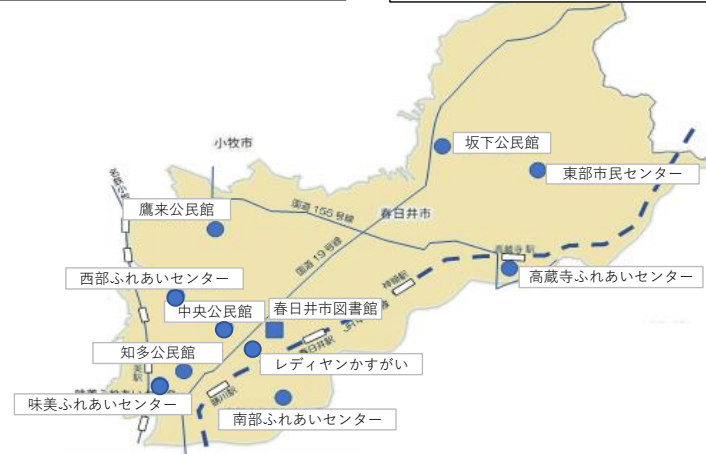 小牧市
坂下公民館
東部市民センター
鷹来公民館
国道155号線
春日井市
国道19号線
高蔵寺駅
高蔵寺ふれあいセンター
西部ふれあいセンター
神領駅
中央公民館
春日井市図書館
春日井駅
知多公民館
レディヤンかすがい
味美ふれあいセンター
勝川駅
南部ふれあいセンター